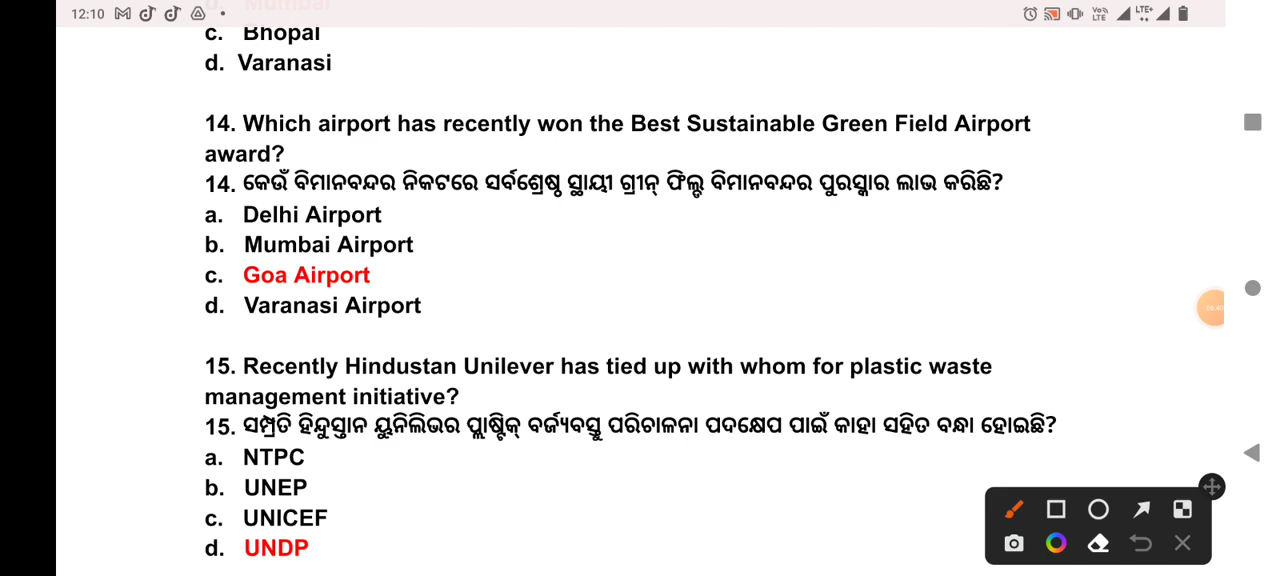 12:10
b. Mumbai
c. Bhopal
d. Varanasi
14. Which airport has recently won the Best Sustainable Green Field Airport
award?
14. କେଉଁ ବିମାନବନ୍ଦର ନିକଟରେ ସର୍ବଶ୍ରେଷ୍ଠ ସ୍ଥାୟୀ ଗ୍ରୀନ୍ ଫିଲ୍ଡ ବିମାନବନ୍ଦର ପୁରସ୍କାର ଲାଭ କରିଛି?
a. Delhi Airport
b. Mumbai Airport
c. Goa Airport
d. Varanasi Airport
15. Recently Hindustan Unilever has tied up with whom for plastic waste
management initiative?
15. ସମ୍ପ୍ରତି ହିନ୍ଦୁସ୍ତାନ ୟୁନିଲିଭର ପ୍ଲାଷ୍ଟିକ୍ ବର୍ଜ୍ୟବସ୍ତୁ ପରିଚାଳନା ପଦକ୍ଷେପ ପାଇଁ କାହା ସହିତ ବନ୍ଧା ହୋଇଛି?
a. NTPC
b. UNEP
c. UNICEF
d. UNDP